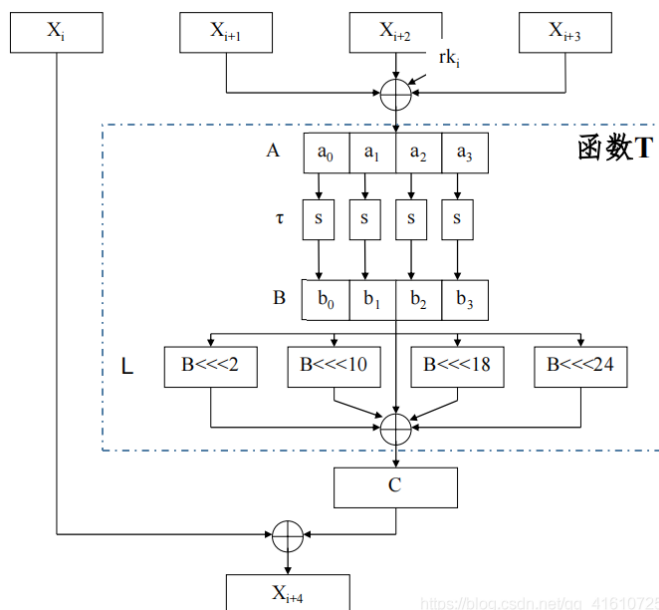 Xᵢ Xᵢ₊₁ Xᵢ₊₂ Xᵢ₊₃
rkᵢ
函数T
A a₀ a₁ a₂ a₃
τ s s s s
B b₀ b₁ b₂ b₃
L B<<<2 B<<<10 B<<<18 B<<<24
C
Xᵢ₊₄
https://blog.csdn.net/qq_41610725